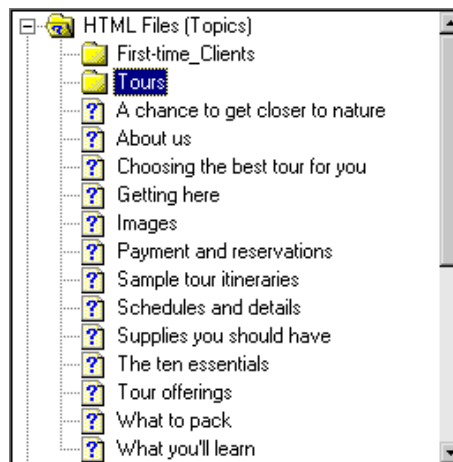 HTML Files (Topics)
First-time_Clients
Tours
A chance to get closer to nature
About us
Choosing the best tour for you
Getting here
Images
Payment and reservations
Sample tour itineraries
Schedules and details
Supplies you should have
The ten essentials
Tour offerings
What to pack
What you'll learn